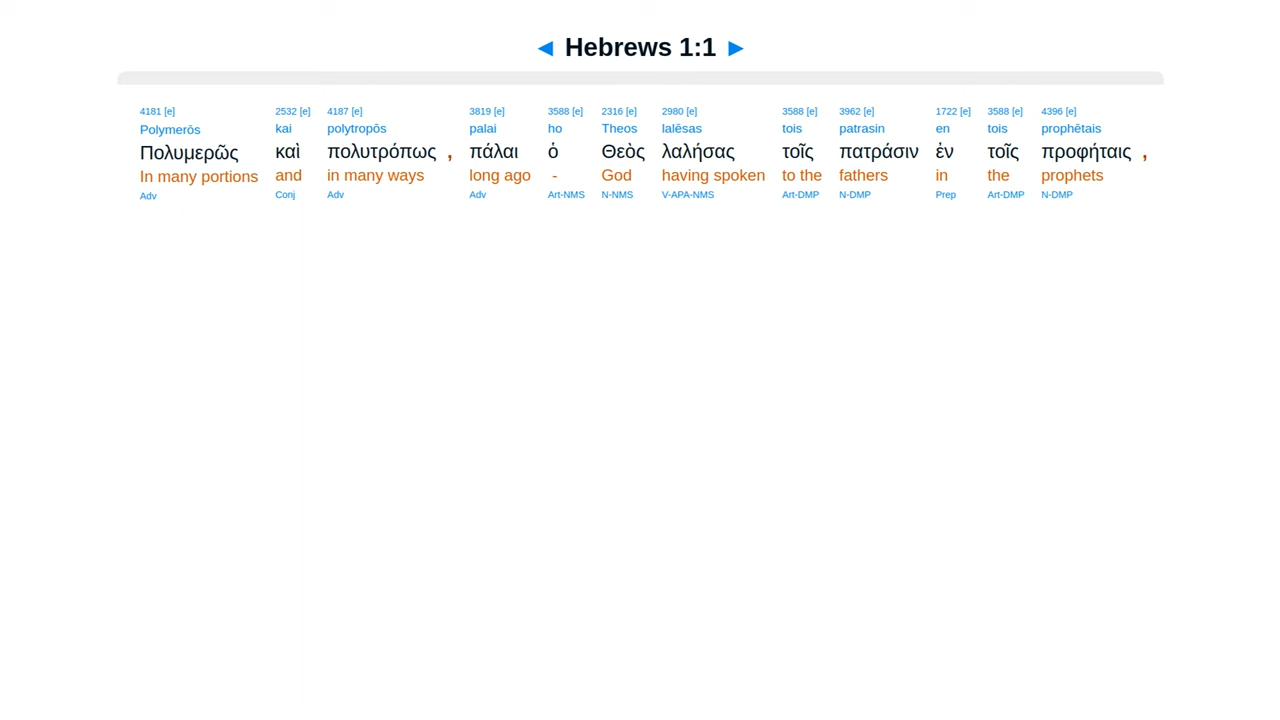 ◄ Hebrews 1:1 ►
4181 [e] 2532 [e] 4187 [e] 3819 [e] 3588 [e] 2316 [e] 2980 [e] 3588 [e] 3962 [e] 1722 [e] 3588 [e] 4396 [e]
Polymerōs kai polytropōs palai ho Theos lalēsas tois patrasin en tois prophētais
Πολυμερῶς καὶ πολυτρόπως , πάλαι ὁ Θεὸς λαλήσας τοῖς πατράσιν ἐν τοῖς προφήταις ,
In many portions and in many ways long ago - God having spoken to the fathers in the prophets
Adv Conj Adv Adv Art-NMS N-NMS V-APA-NMS Art-DMP N-DMP Prep Art-DMP N-DMP